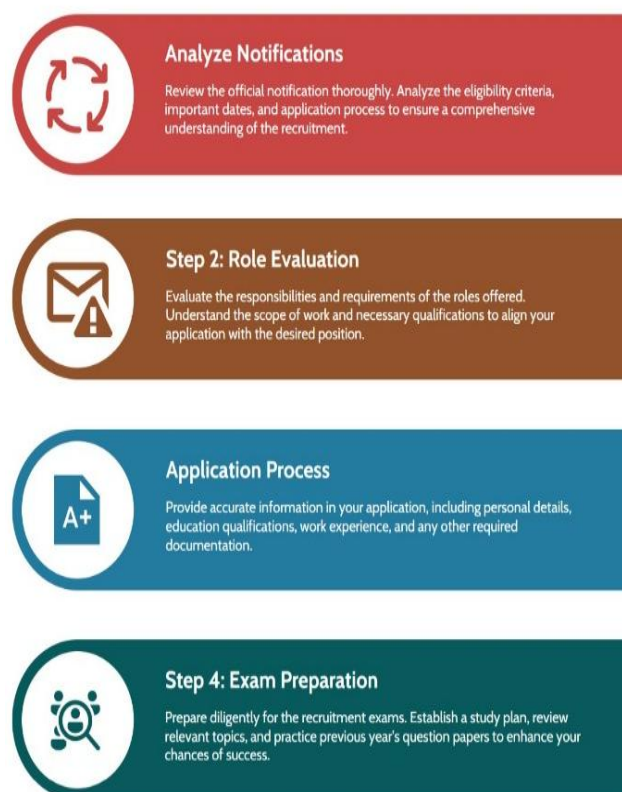 Analyze Notifications
Review the official notification thoroughly. Analyze the eligibility criteria,
important dates, and application process to ensure a comprehensive
understanding of the recruitment.
Step 2: Role Evaluation
Evaluate the responsibilities and requirements of the roles offered.
Understand the scope of work and necessary qualifications to align your
application with the desired position.
A+
Application Process
Provide accurate information in your application, including personal details,
education qualifications, work experience, and any other required
documentation.
Step 4: Exam Preparation
Prepare diligently for the recruitment exams. Establish a study plan, review
relevant topics, and practice previous year's question papers to enhance your
chances of success.